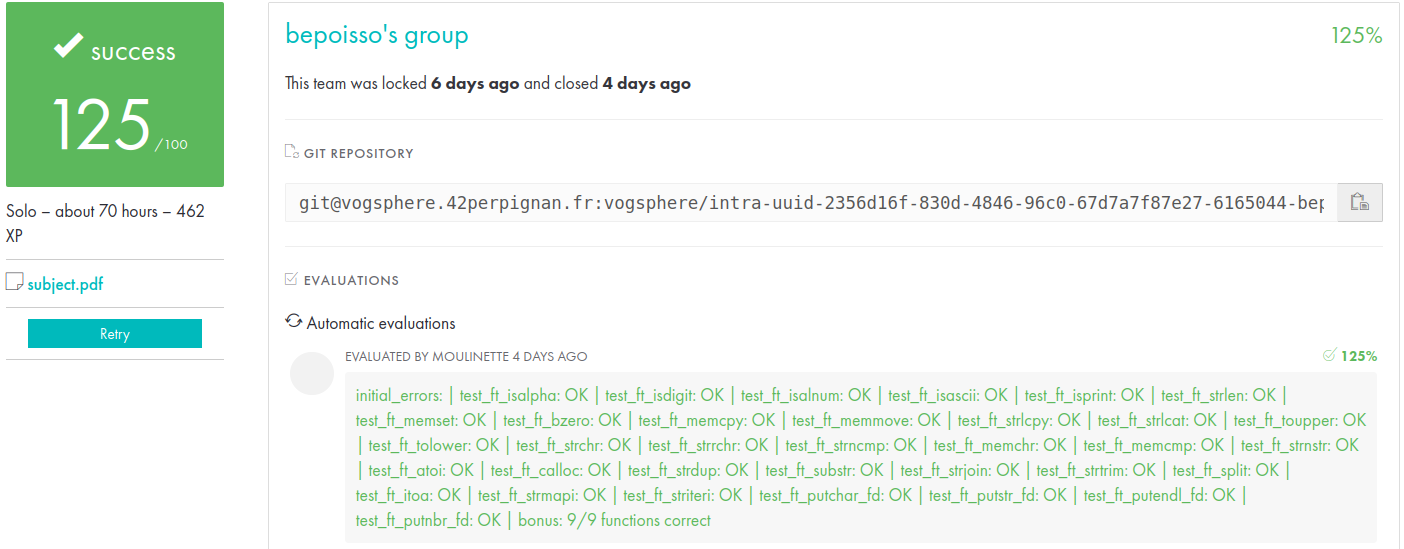 success
125 /100
Solo – about 70 hours – 462
XP
subject.pdf
Retry
bepoisso's group
125%
This team was locked 6 days ago and closed 4 days ago
GIT REPOSITORY
git@vogsphere.42perpignan.fr:vogsphere/intra-uuid-2356d16f-830d-4846-96c0-67d7a7f87e27-6165044-bep
EVALUATIONS
Automatic evaluations
EVALUATED BY MOULINETTE 4 DAYS AGO
125%
initial_errors: | test_ft_isalpha: OK | test_ft_isdigit: OK | test_ft_isalnum: OK | test_ft_isascii: OK | test_ft_isprint: OK | test_ft_strlen: OK |
test_ft_memset: OK | test_ft_bzero: OK | test_ft_memcpy: OK | test_ft_memmove: OK | test_ft_strlcpy: OK | test_ft_strlcat: OK | test_ft_toupper: OK
| test_ft_tolower: OK | test_ft_strchr: OK | test_ft_strrchr: OK | test_ft_strncmp: OK | test_ft_memchr: OK | test_ft_memcmp: OK | test_ft_strnstr: OK
| test_ft_atoi: OK | test_ft_calloc: OK | test_ft_strdup: OK | test_ft_substr: OK | test_ft_strjoin: OK | test_ft_strtrim: OK | test_ft_split: OK |
test_ft_itoa: OK | test_ft_strmapi: OK | test_ft_striteri: OK | test_ft_putchar_fd: OK | test_ft_putstr_fd: OK | test_ft_putendl_fd: OK |
test_ft_putnbr_fd: OK | bonus: 9/9 functions correct